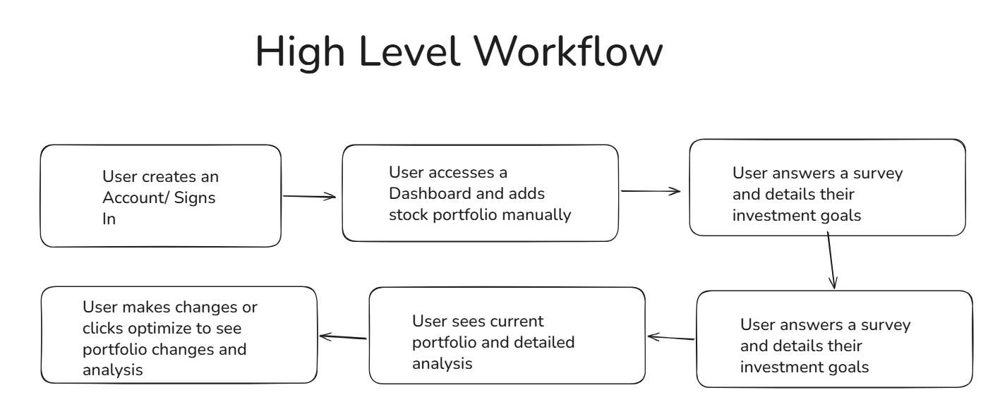 High Level Workflow
User creates an
Account/ Signs
In
User accesses a
Dashboard and adds
stock portfolio manually
User answers a survey
and details their
investment goals
User makes changes or
clicks optimize to see
portfolio changes and
analysis
User sees current
portfolio and detailed
analysis
User answers a survey
and details their
investment goals